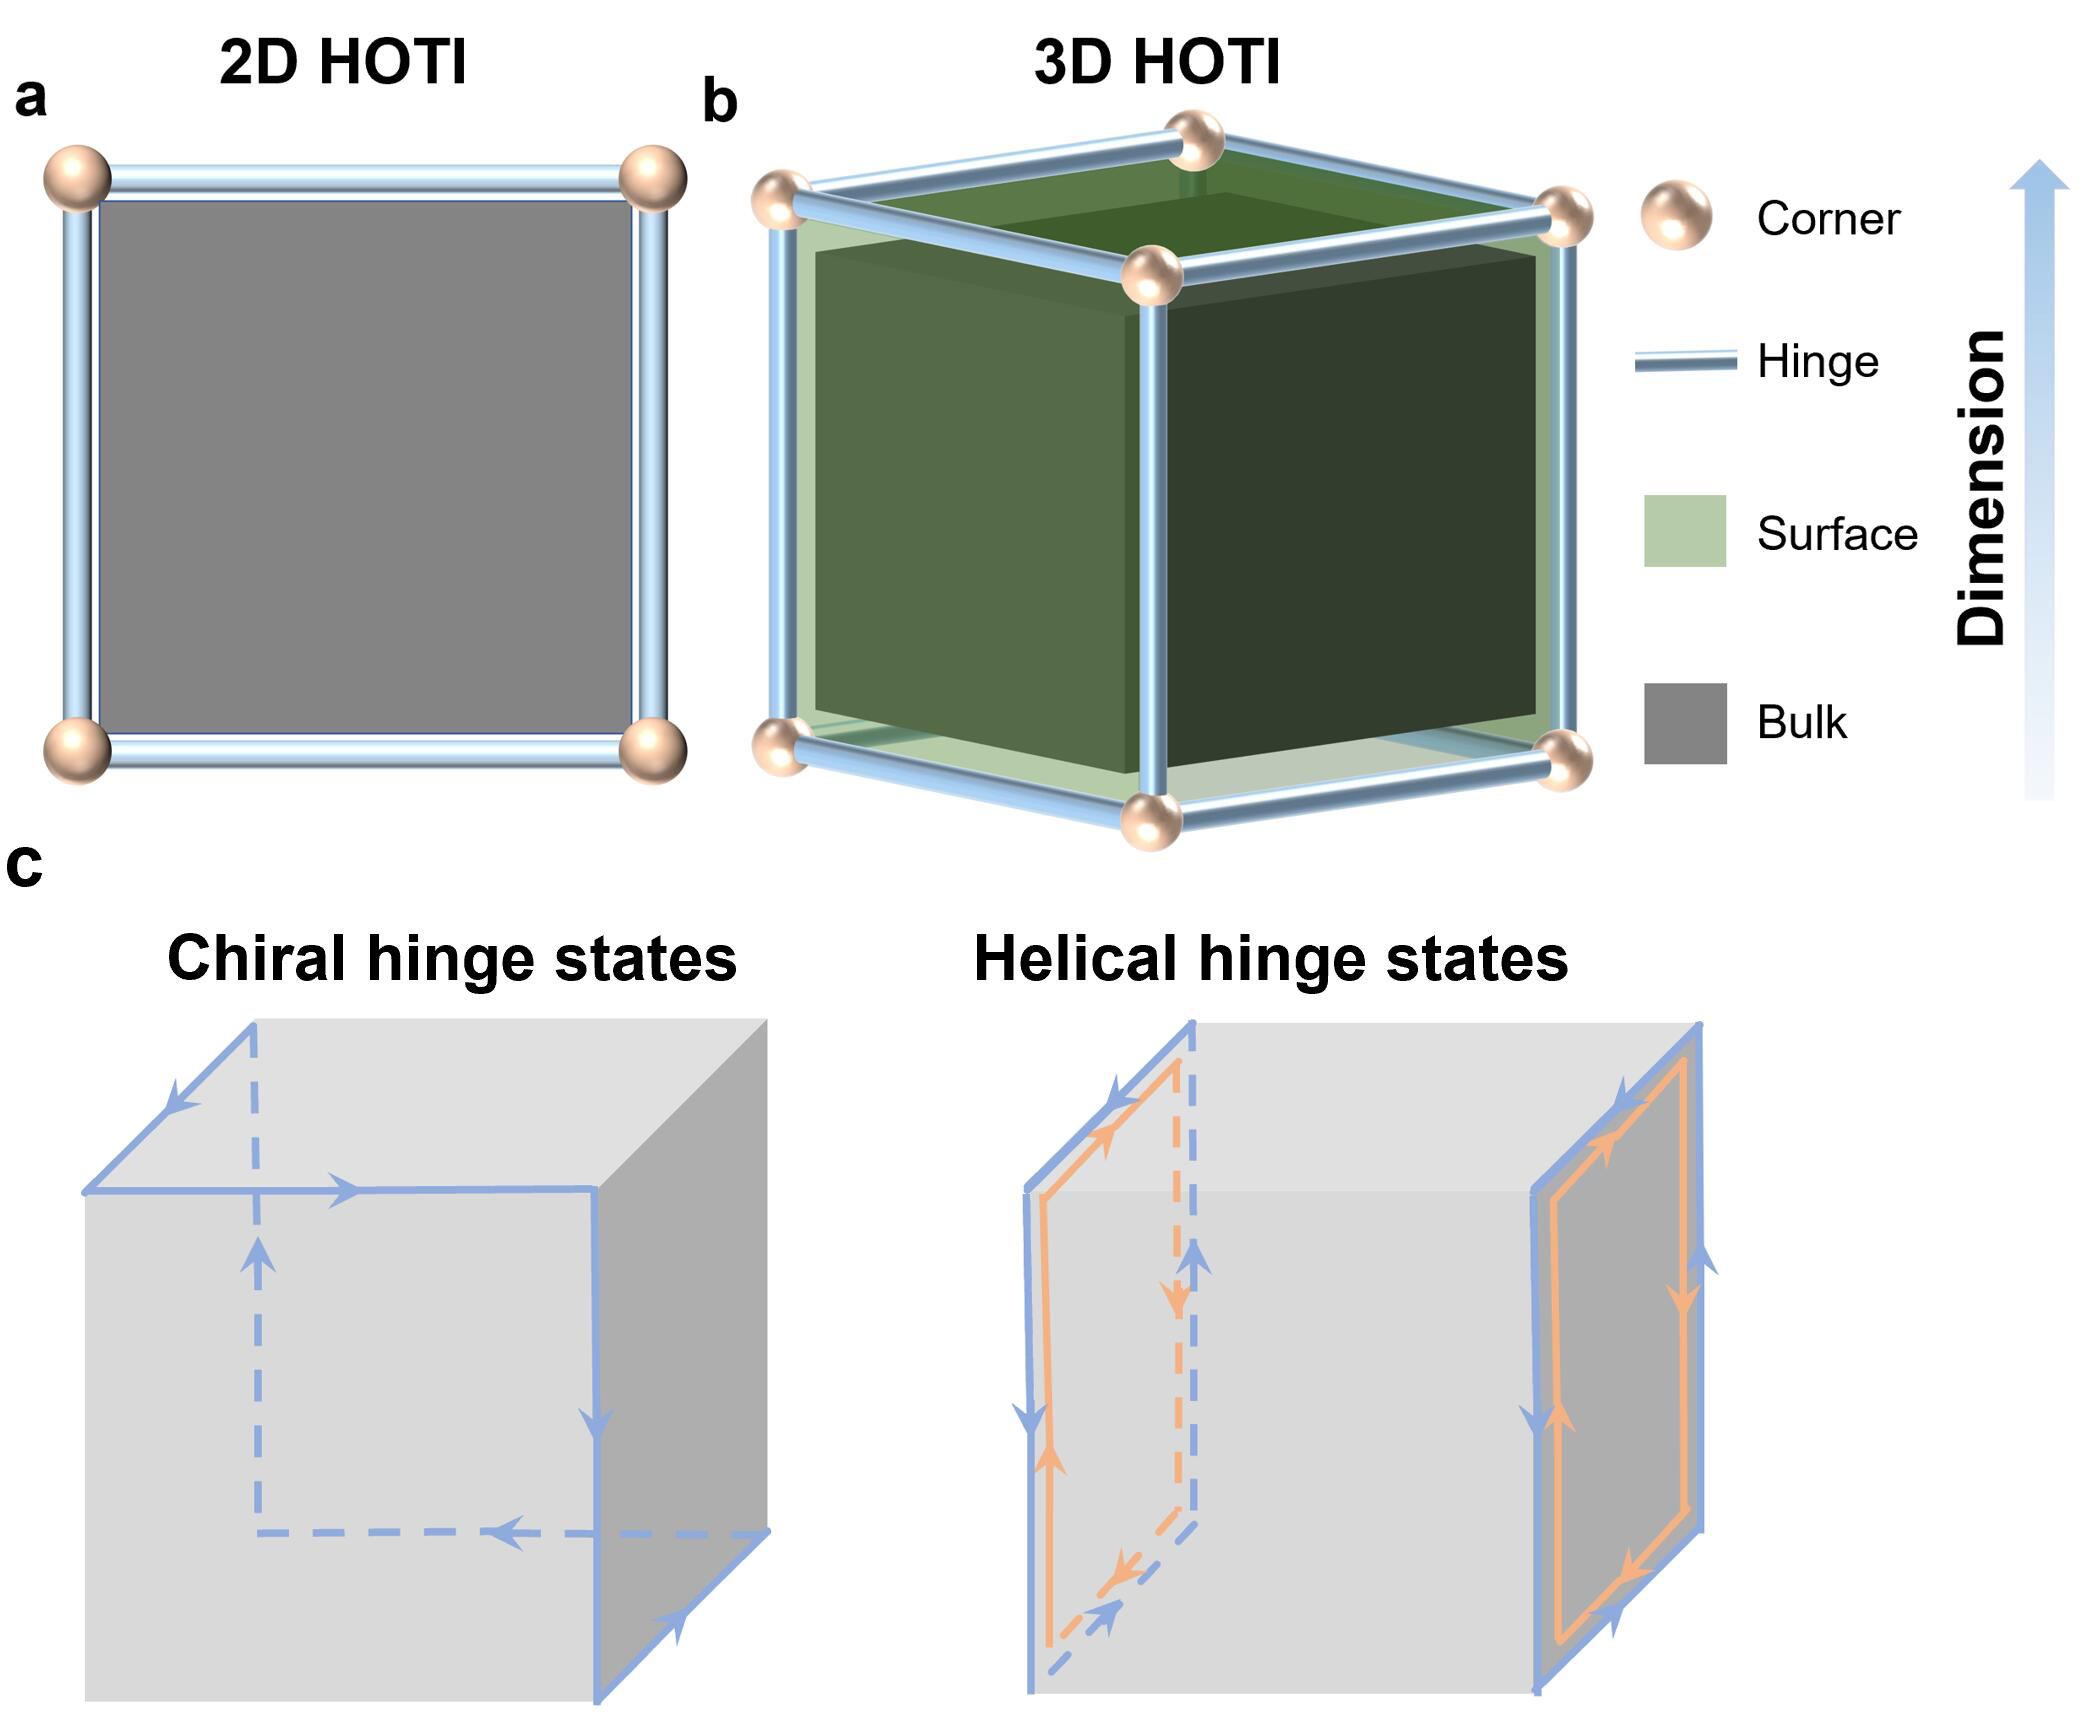 2D HOTI
3D HOTI
a
b
Corner
Hinge
Surface
Bulk
Dimension
c
Chiral hinge states
Helical hinge states